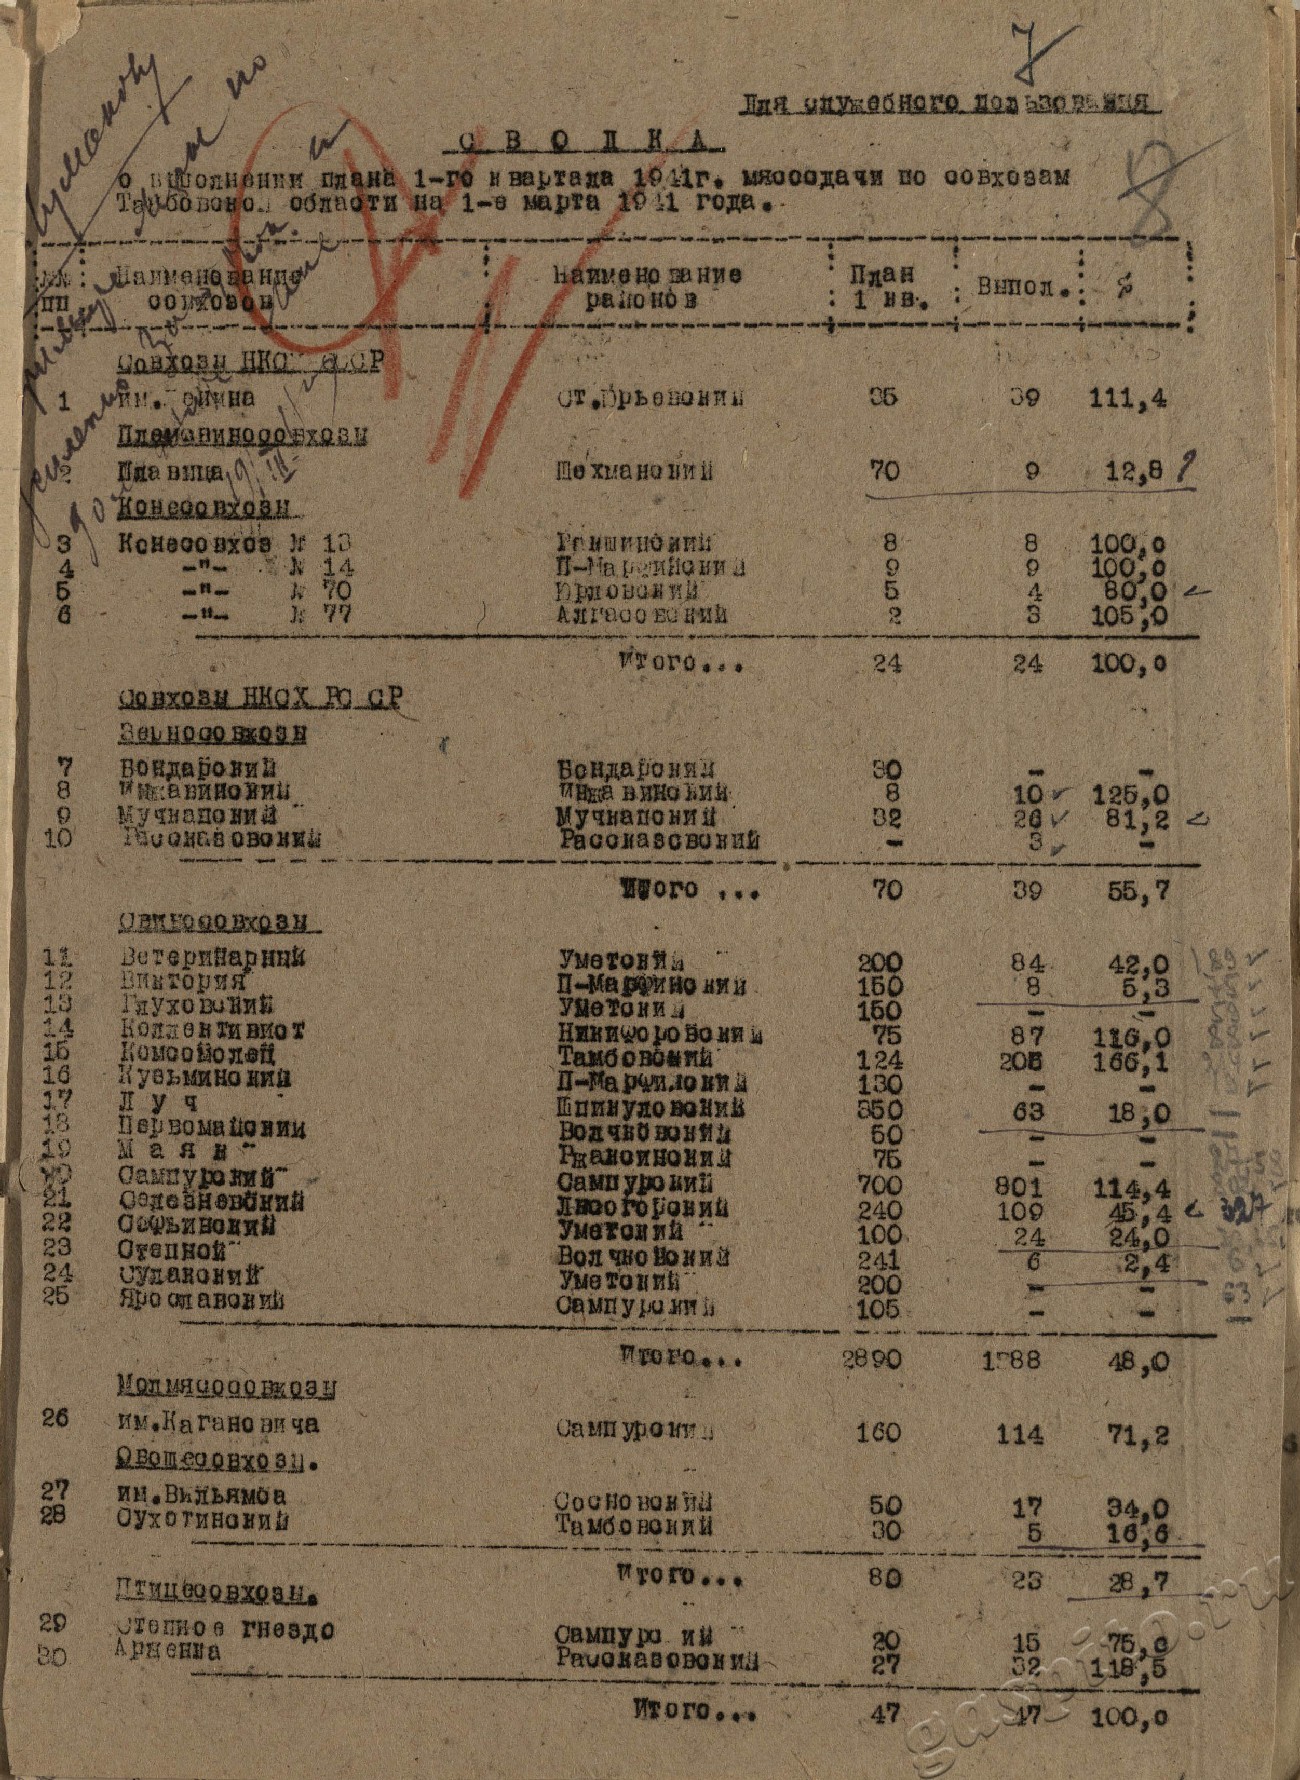 7
Для служебного пользования
СВОДКА
о выполнении плана 1-го квартала 1941г. мясосдачи по совхозам
Тамбовской области на 1-е марта 1941 года.
№№ пп Наименование совхозов Наименование районов План 1 кв. Выпол. %
Совхозы НКСХ СССР
1 им.Ленина Ст.Юрьевский 35 39 111,4
Племсвиносовхозы
2 Плавица Шехманский 70 9 12,8 ?
Конесовхозы
3 Конесовхоз № 13 Ракшинский 8 8 100,0
4 -"- № 14 П-Марфинский 9 9 100,0
5 -"- № 70 Юрловский 5 4 80,0
6 -"- № 77 Алгасовский 2 3 105,0
Итого... 24 24 100,0
Совхозы НКСХ РСФСР
Зерносовхозы
7 Бондарский Бондарский 30 - -
8 Инжавинский Инжавинский 8 10 125,0
9 Мучкапский Мучкапский 32 26 81,2
10 Рассказовский Рассказовский - 3 -
Итого ... 70 39 55,7
Свиносовхозы
11 Ветеринарный Уметский 200 84 42,0
12 Виктория П-Марфинский 150 8 5,3
13 Глуховский Уметский 150 - -
14 Коллективист Никифоровский 75 87 116,0
15 Комсомолец Тамбовский 124 206 166,1
16 Кузьминский П-Марфинский 130 - -
17 Луч Шпикуловский 350 63 18,0
18 Первомайский Волчковский 50 - -
19 Маяк Ржаксинский 75 - -
20 Сампурский Сампурский 700 801 114,4
21 Селезневский Лысогорский 240 109 45,4
22 Софьинский Уметский 100 24 24,0
23 Степной Волчковский 241 6 2,4
24 Сулакский Уметский 200 - -
25 Ярославский Сампурский 105 - -
Итого... 2890 1388 48,0
Молмясосовхозы
26 им.Кагановича Сампурский 160 114 71,2
Овощесовхозы.
27 им.Вильямса Сосновский 50 17 34,0
28 Сухотинский Тамбовский 30 5 16,6
Итого... 80 23 28,7
Птицесовхозы.
29 Степное гнездо Сампурский 20 15 75,0
30 Арженка Рассказовский 27 32 118,5
Итого... 47 47 100,0
gaspito.ru